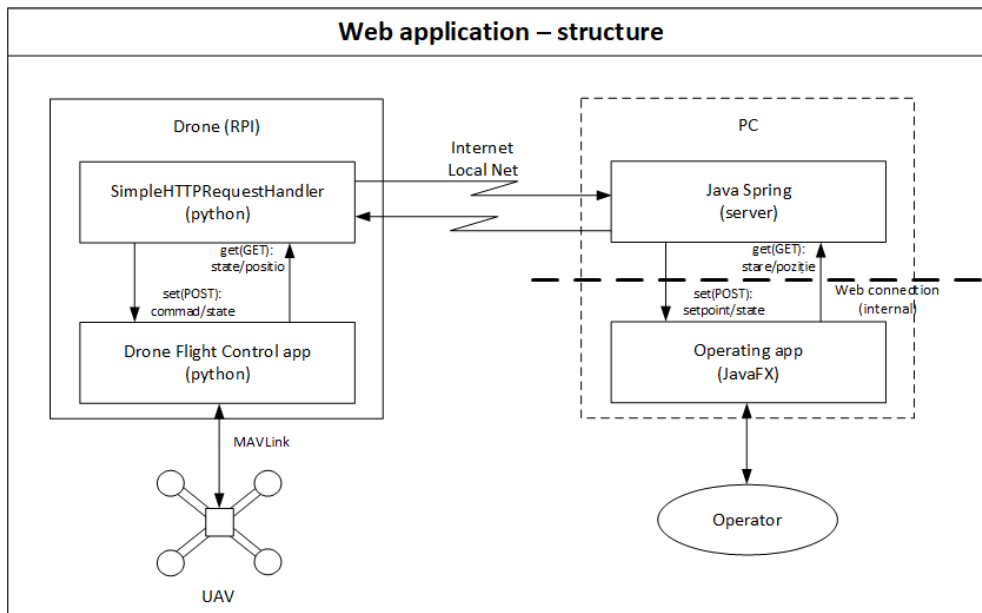 Web application – structure
Drone (RPI)
SimpleHTTPRequestHandler
(python)
get(GET):
state/positio
set(POST):
commad/state
Drone Flight Control app
(python)
MAVLink
UAV
Internet
Local Net
PC
Java Spring
(server)
get(GET):
stare/poziție
Web connection
(internal)
set(POST):
setpoint/state
Operating app
(JavaFX)
Operator